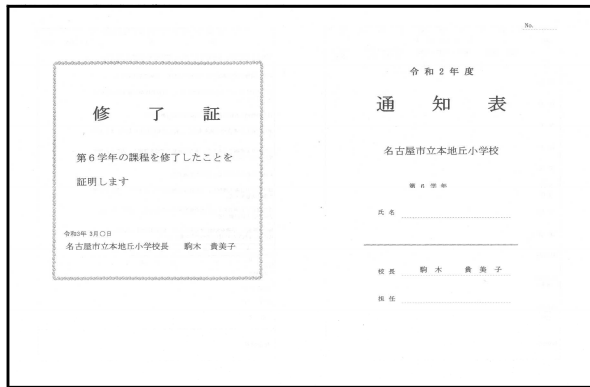 修了証
第6学年の課程を修了したことを
証明します
令和3年 3月〇日
名古屋市立本地丘小学校長 駒木 貴美子
No.
令和2年度
通知表
名古屋市立本地丘小学校
第6学年
氏名
校長 駒木 貴美子
担任